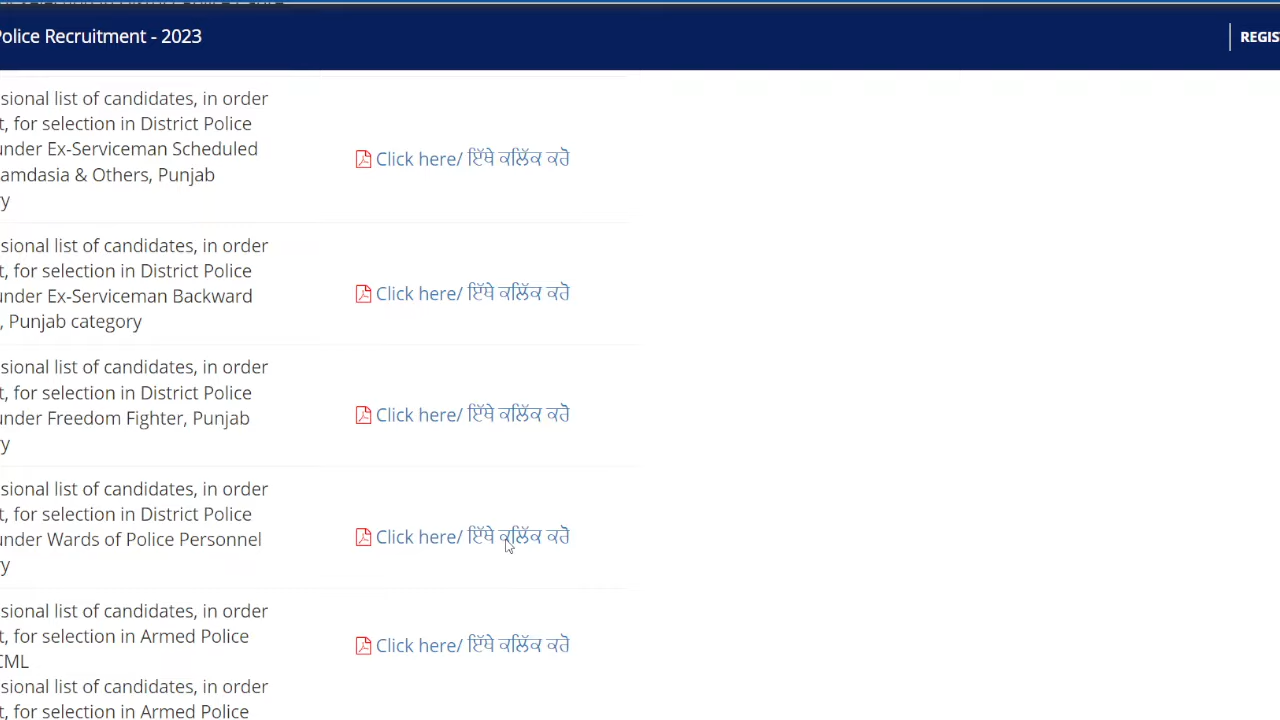 olice Recruitment - 2023
REGIS
sional list of candidates, in order
t, for selection in District Police
under Ex-Serviceman Scheduled
amdasia & Others, Punjab
ry
Click here/ ਇੱਥੇ ਕਲਿੱਕ ਕਰੋ
sional list of candidates, in order
t, for selection in District Police
under Ex-Serviceman Backward
, Punjab category
Click here/ ਇੱਥੇ ਕਲਿੱਕ ਕਰੋ
sional list of candidates, in order
t, for selection in District Police
under Freedom Fighter, Punjab
ry
Click here/ ਇੱਥੇ ਕਲਿੱਕ ਕਰੋ
sional list of candidates, in order
t, for selection in District Police
under Wards of Police Personnel
ry
Click here/ ਇੱਥੇ ਕਲਿੱਕ ਕਰੋ
sional list of candidates, in order
t, for selection in Armed Police
CML
Click here/ ਇੱਥੇ ਕਲਿੱਕ ਕਰੋ
sional list of candidates, in order
t, for selection in Armed Police